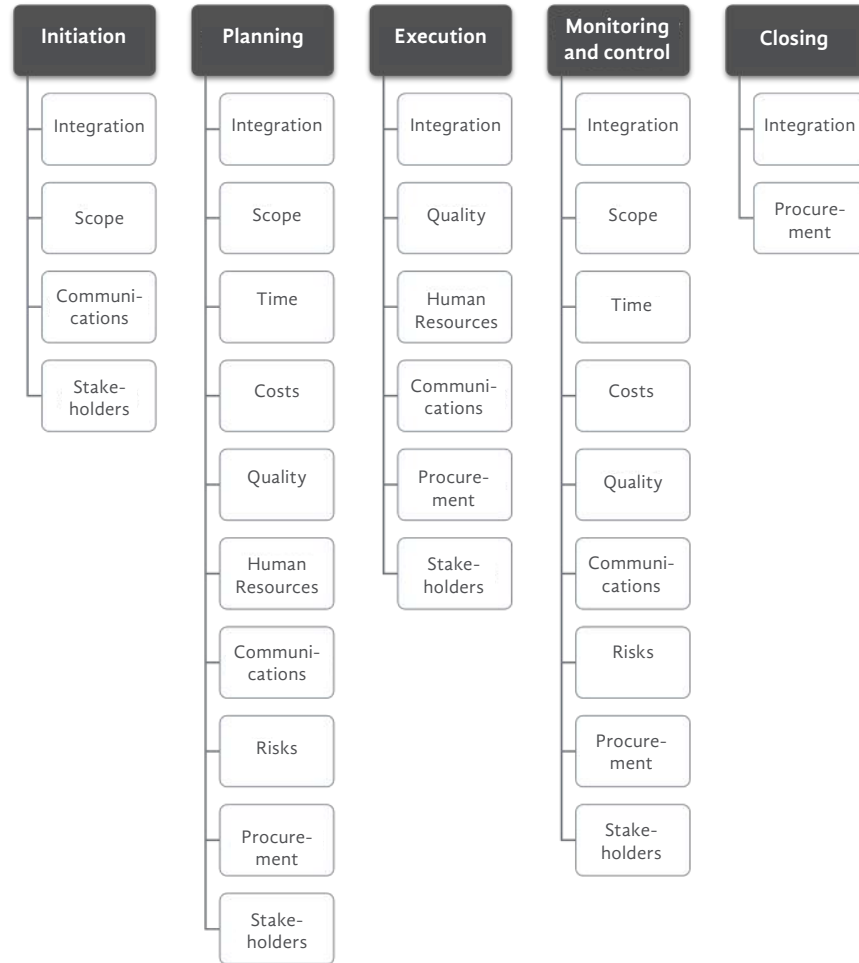 Initiation
Integration
Scope
Communi-
cations
Stake-
holders
Planning
Integration
Scope
Time
Costs
Quality
Human
Resources
Communi-
cations
Risks
Procure-
ment
Stake-
holders
Execution
Integration
Quality
Human
Resources
Communi-
cations
Procure-
ment
Stake-
holders
Monitoring
and control
Integration
Scope
Time
Costs
Quality
Communi-
cations
Risks
Procure-
ment
Stake-
holders
Closing
Integration
Procure-
ment